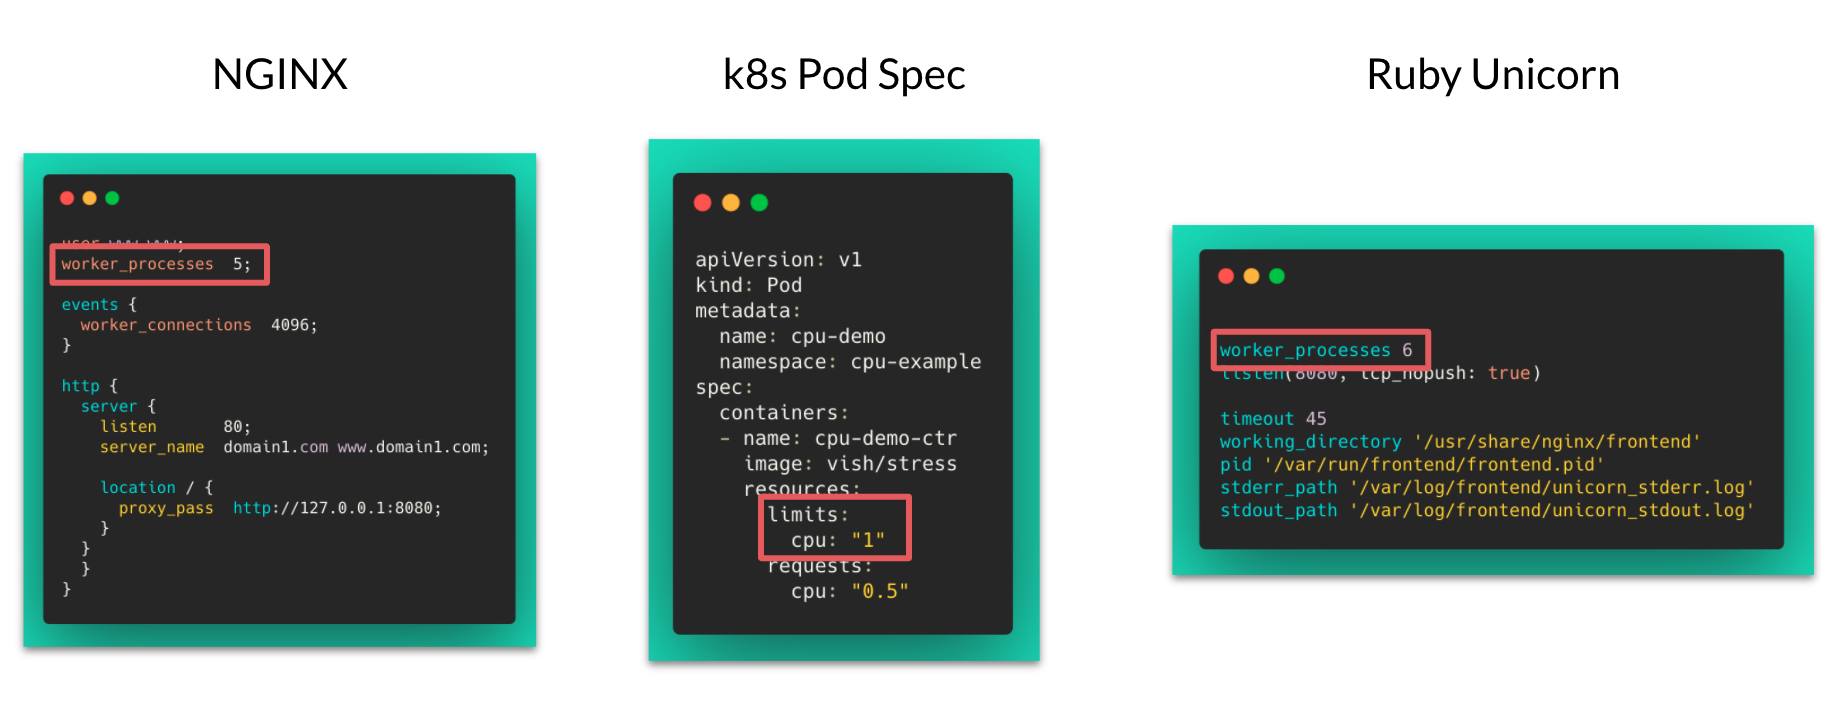 NGINX
worker_processes  5;
events {
  worker_connections  4096;
}
http {
  server {
    listen       80;
    server_name  domain1.com www.domain1.com;
    location / {
      proxy_pass  http://127.0.0.1:8080;
    }
  }
  }
}
k8s Pod Spec
apiVersion: v1
kind: Pod
metadata:
  name: cpu-demo
  namespace: cpu-example
spec:
  containers:
  - name: cpu-demo-ctr
    image: vish/stress
    resources:
      limits:
        cpu: "1"
      requests:
        cpu: "0.5"
Ruby Unicorn
worker_processes 6
listen(8080, tcp_nopush: true)
timeout 45
working_directory '/usr/share/nginx/frontend'
pid '/var/run/frontend/frontend.pid'
stderr_path '/var/log/frontend/unicorn_stderr.log'
stdout_path '/var/log/frontend/unicorn_stdout.log'